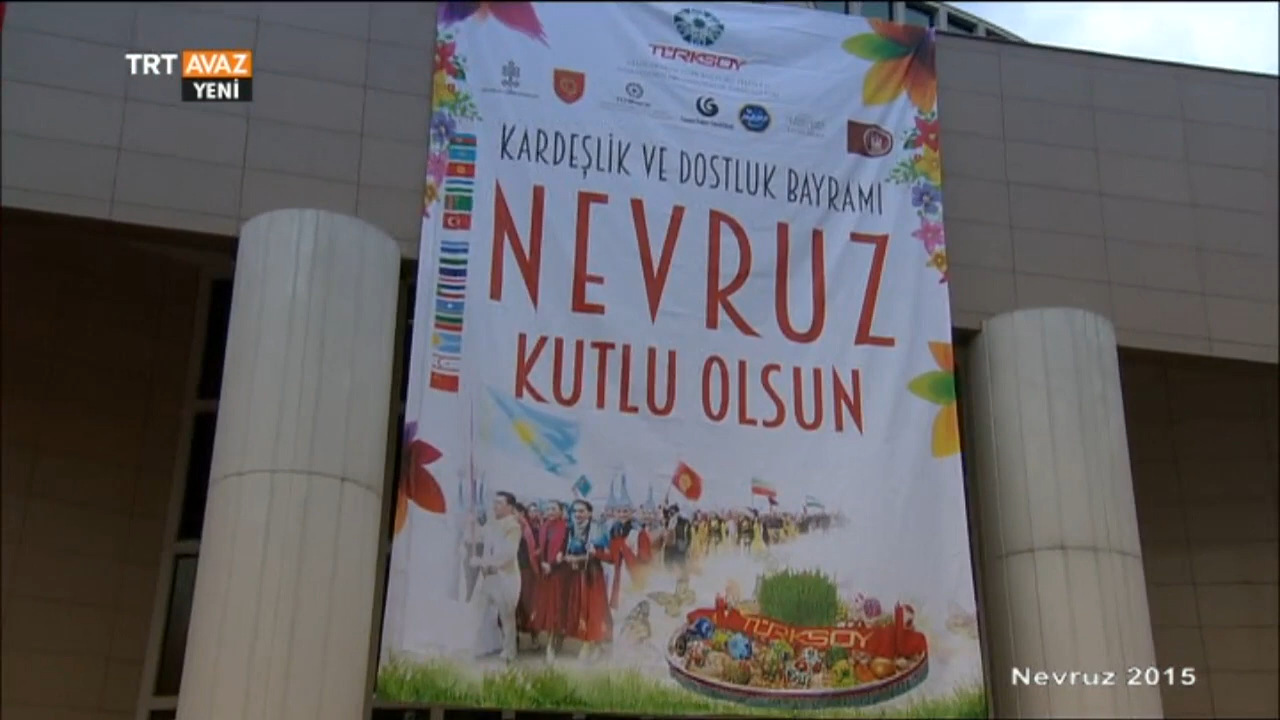 TRT AVAZ
YENİ
TÜRKSOY
KARDEŞLİK VE DOSTLUK BAYRAMI
NEVRUZ
KUTLU OLSUN
TÜRKSOY
Nevruz 2015